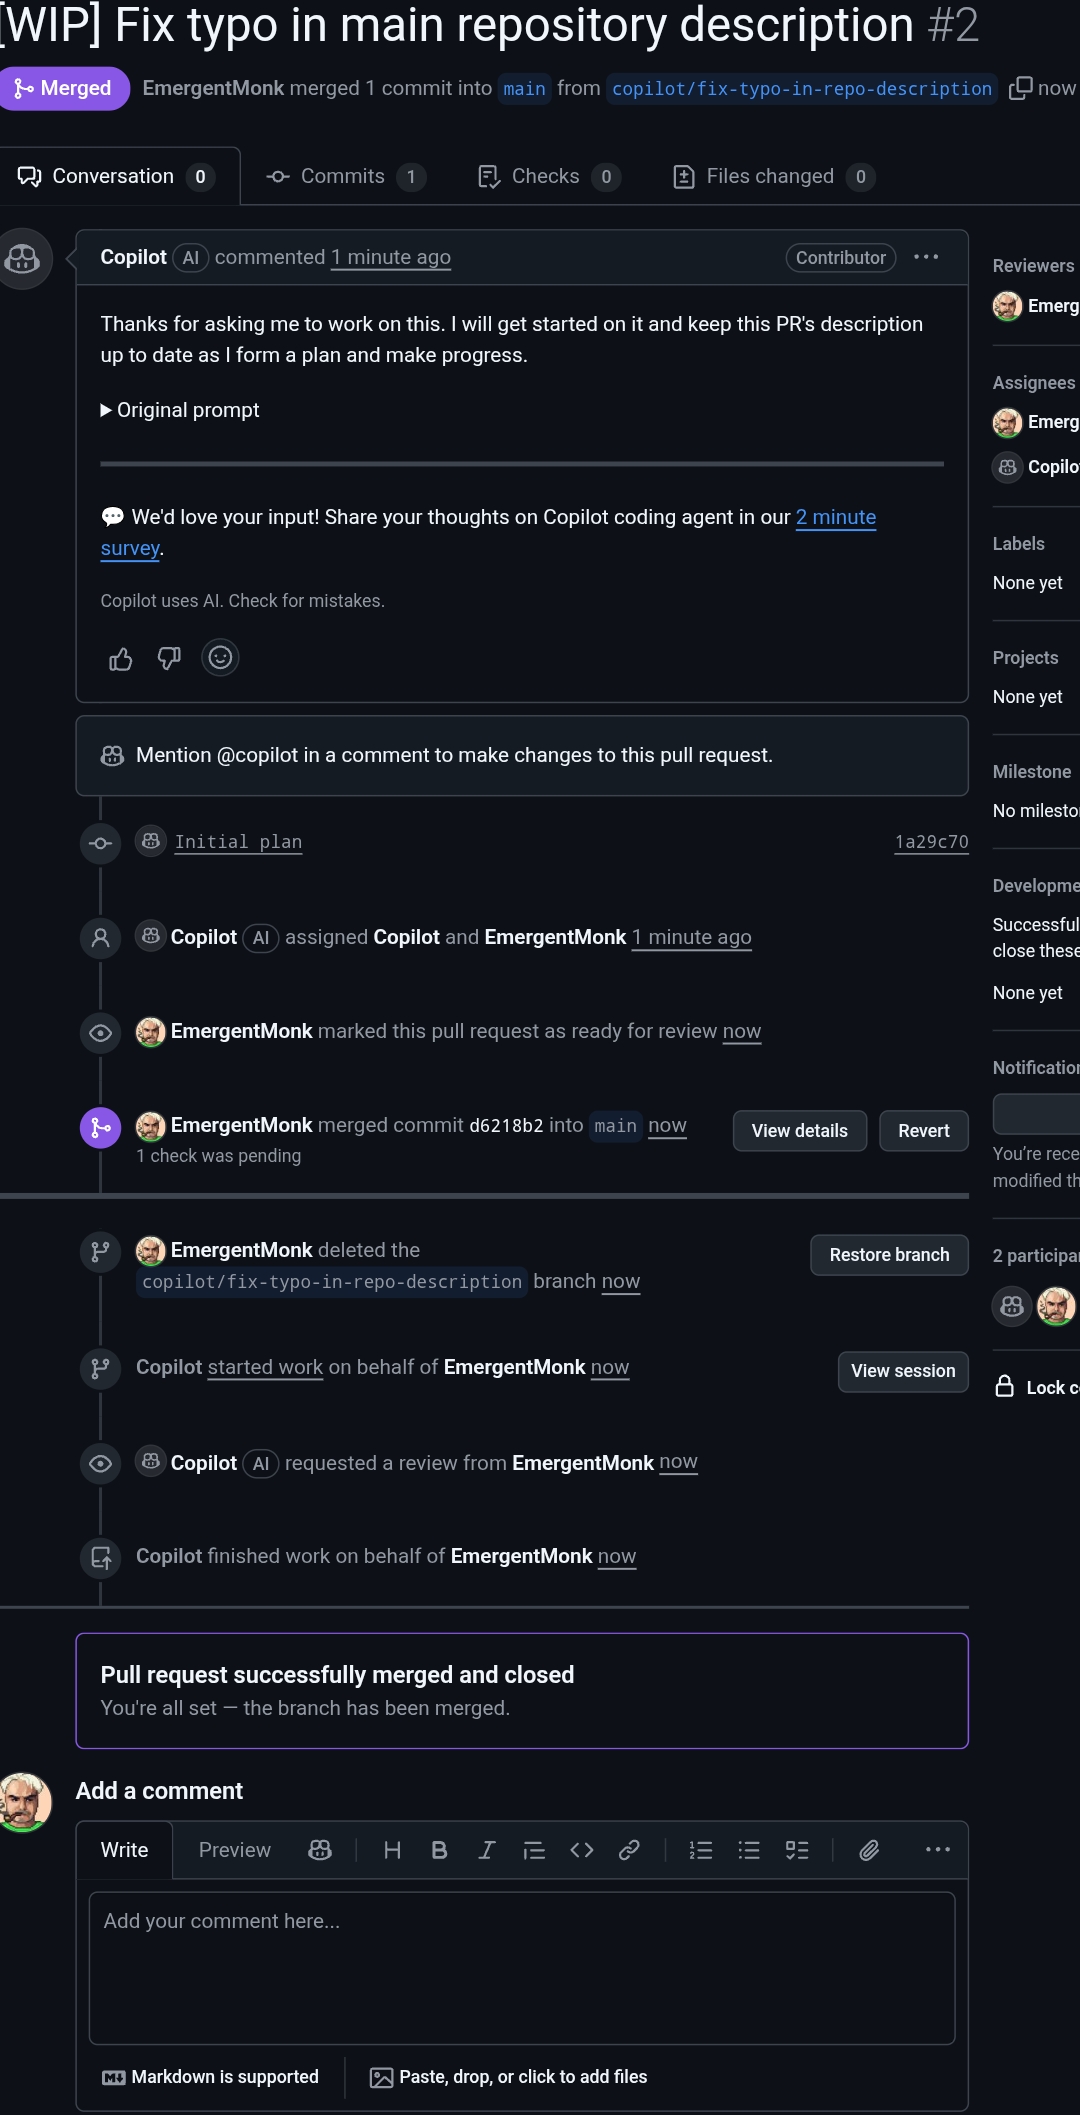 [WIP] Fix typo in main repository description #2
Merged
EmergentMonk merged 1 commit into main from copilot/fix-typo-in-repo-description now
Conversation 0
Commits 1
Checks 0
Files changed 0
Copilot AI commented 1 minute ago
Contributor
Thanks for asking me to work on this. I will get started on it and keep this PR's description
up to date as I form a plan and make progress.
Original prompt
💬 We'd love your input! Share your thoughts on Copilot coding agent in our 2 minute
survey.
Copilot uses AI. Check for mistakes.
Mention @copilot in a comment to make changes to this pull request.
Initial plan
1a29c70
Copilot AI assigned Copilot and EmergentMonk 1 minute ago
EmergentMonk marked this pull request as ready for review now
EmergentMonk merged commit d6218b2 into main now
1 check was pending
View details
Revert
EmergentMonk deleted the
copilot/fix-typo-in-repo-description branch now
Restore branch
Copilot started work on behalf of EmergentMonk now
View session
Copilot AI requested a review from EmergentMonk now
Copilot finished work on behalf of EmergentMonk now
Pull request successfully merged and closed
You're all set — the branch has been merged.
Add a comment
Write
Preview
Add your comment here...
Markdown is supported
Paste, drop, or click to add files
Reviewers
Emerg
Assignees
Emerg
Copilo
Labels
None yet
Projects
None yet
Milestone
No milesto
Developme
Successful
close these
None yet
Notification
You're rece
modified th
2 participa
Lock c